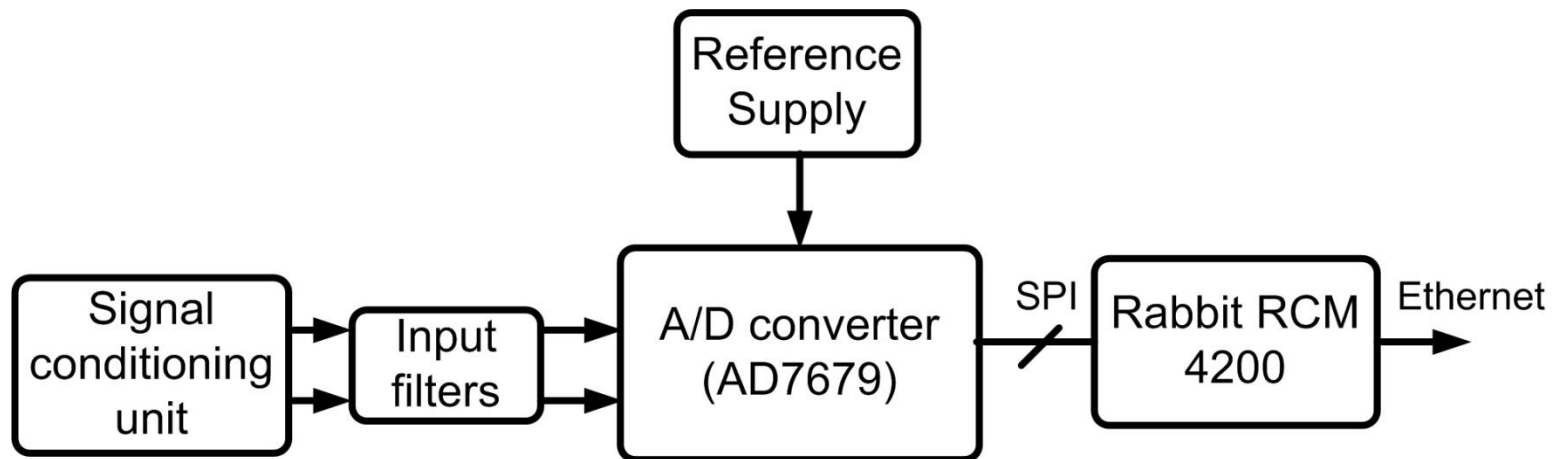 Reference
Supply
Signal
conditioning
unit
Input
filters
A/D converter
(AD7679)
SPI
Rabbit RCM
4200
Ethernet